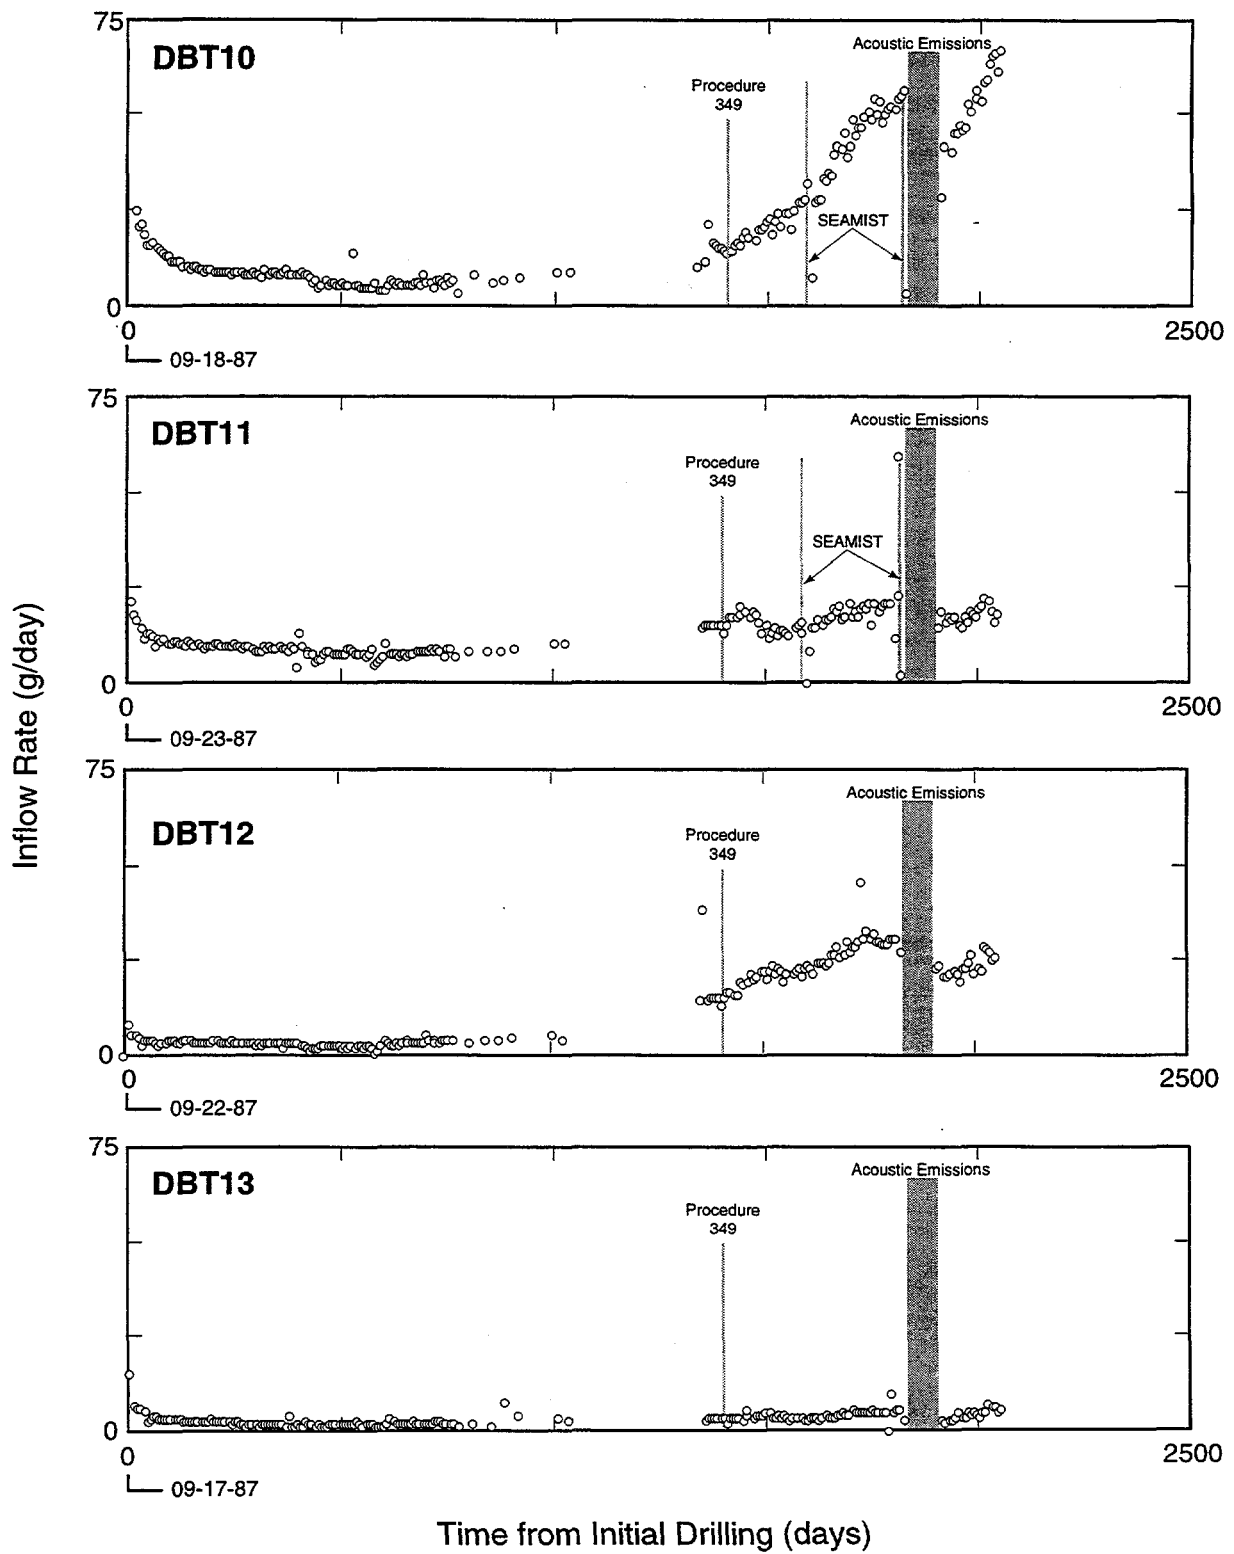 75
DBT10
Acoustic Emissions
Procedure
349
SEAMIST
0
0
2500
09-18-87
75
DBT11
Acoustic Emissions
Procedure
349
SEAMIST
0
0
2500
09-23-87
Inflow Rate (g/day)
75
DBT12
Acoustic Emissions
Procedure
349
0
0
2500
09-22-87
75
DBT13
Acoustic Emissions
Procedure
349
0
0
2500
09-17-87
Time from Initial Drilling (days)